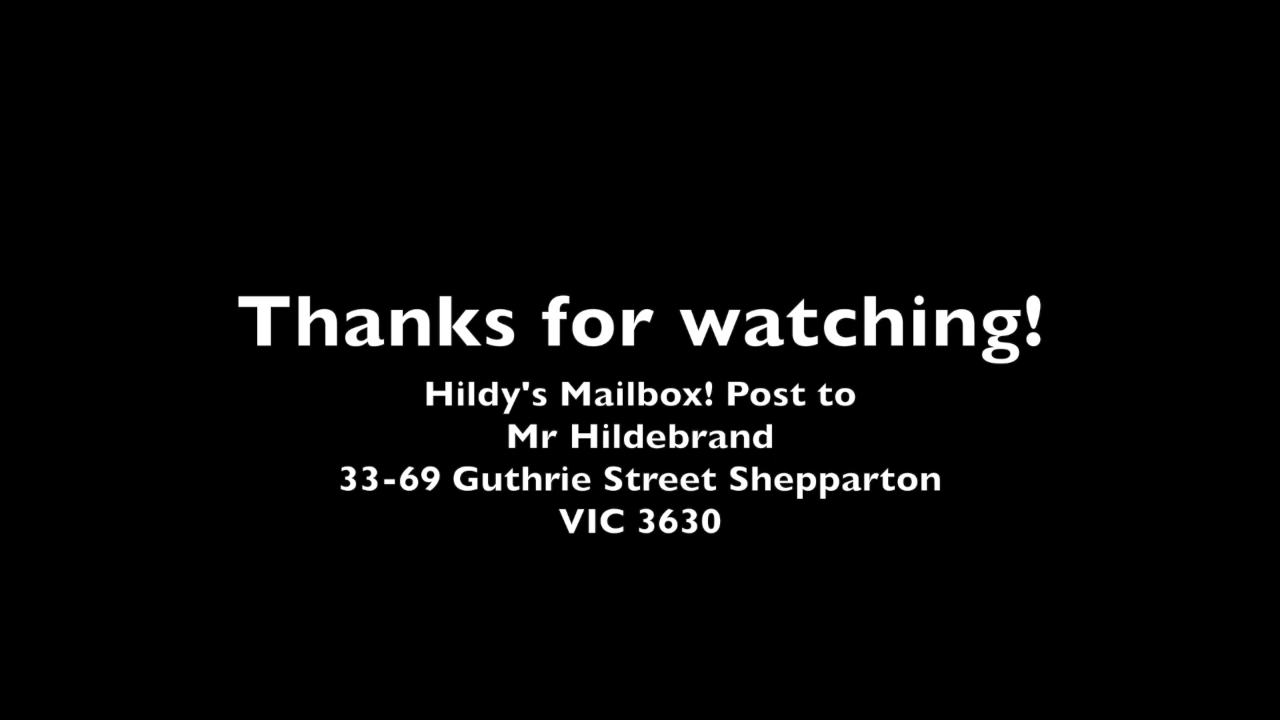 Thanks for watching!
Hildy's Mailbox! Post to
Mr Hildebrand
33-69 Guthrie Street Shepparton
VIC 3630